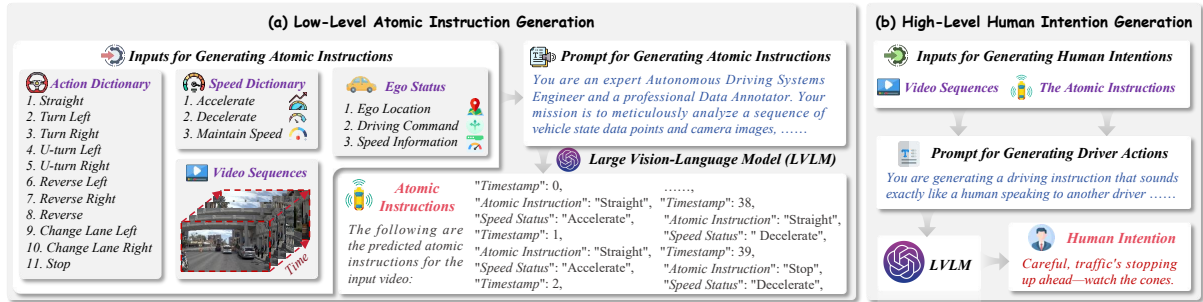 (a) Low-Level Atomic Instruction Generation
Inputs for Generating Atomic Instructions
Action Dictionary
1. Straight
2. Turn Left
3. Turn Right
4. U-turn Left
5. U-turn Right
6. Reverse Left
7. Reverse Right
8. Reverse
9. Change Lane Left
10. Change Lane Right
11. Stop
Speed Dictionary
1. Accelerate
2. Decelerate
3. Maintain Speed
Ego Status
1. Ego Location
2. Driving Command
3. Speed Information
Video Sequences
Time
Prompt for Generating Atomic Instructions
You are an expert Autonomous Driving Systems
Engineer and a professional Data Annotator. Your
mission is to meticulously analyze a sequence of
vehicle state data points and camera images, ……
Large Vision-Language Model (LVLM)
Atomic
Instructions
The following are
the predicted atomic
instructions for the
input video:
"Timestamp": 0,
"Atomic Instruction": "Straight",
"Speed Status": "Accelerate",
"Timestamp": 1,
"Atomic Instruction": "Straight",
"Speed Status": "Accelerate",
"Timestamp": 2,
……,
"Timestamp": 38,
"Atomic Instruction": "Straight",
"Speed Status": " Decelerate",
"Timestamp": 39,
"Atomic Instruction": "Stop",
"Speed Status": "Decelerate",
(b) High-Level Human Intention Generation
Inputs for Generating Human Intentions
Video Sequences
The Atomic Instructions
Prompt for Generating Driver Actions
You are generating a driving instruction that sounds
exactly like a human speaking to another driver ……
LVLM
Human Intention
Careful, traffic's stopping
up ahead—watch the cones.